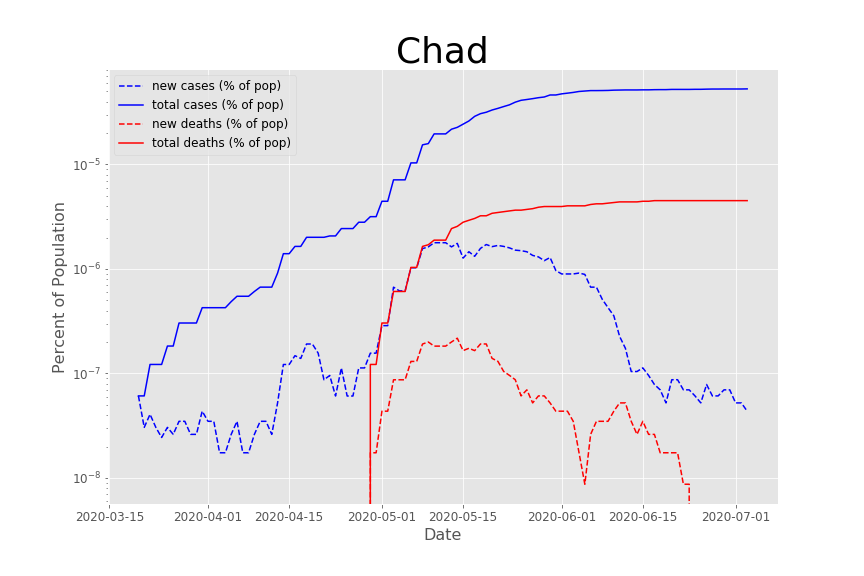 Chad
new cases (% of pop)
total cases (% of pop)
new deaths (% of pop)
total deaths (% of pop)
Percent of Population
10⁻⁵
10⁻⁶
10⁻⁷
10⁻⁸
2020-03-15 2020-04-01 2020-04-15 2020-05-01 2020-05-15 2020-06-01 2020-06-15 2020-07-01
Date